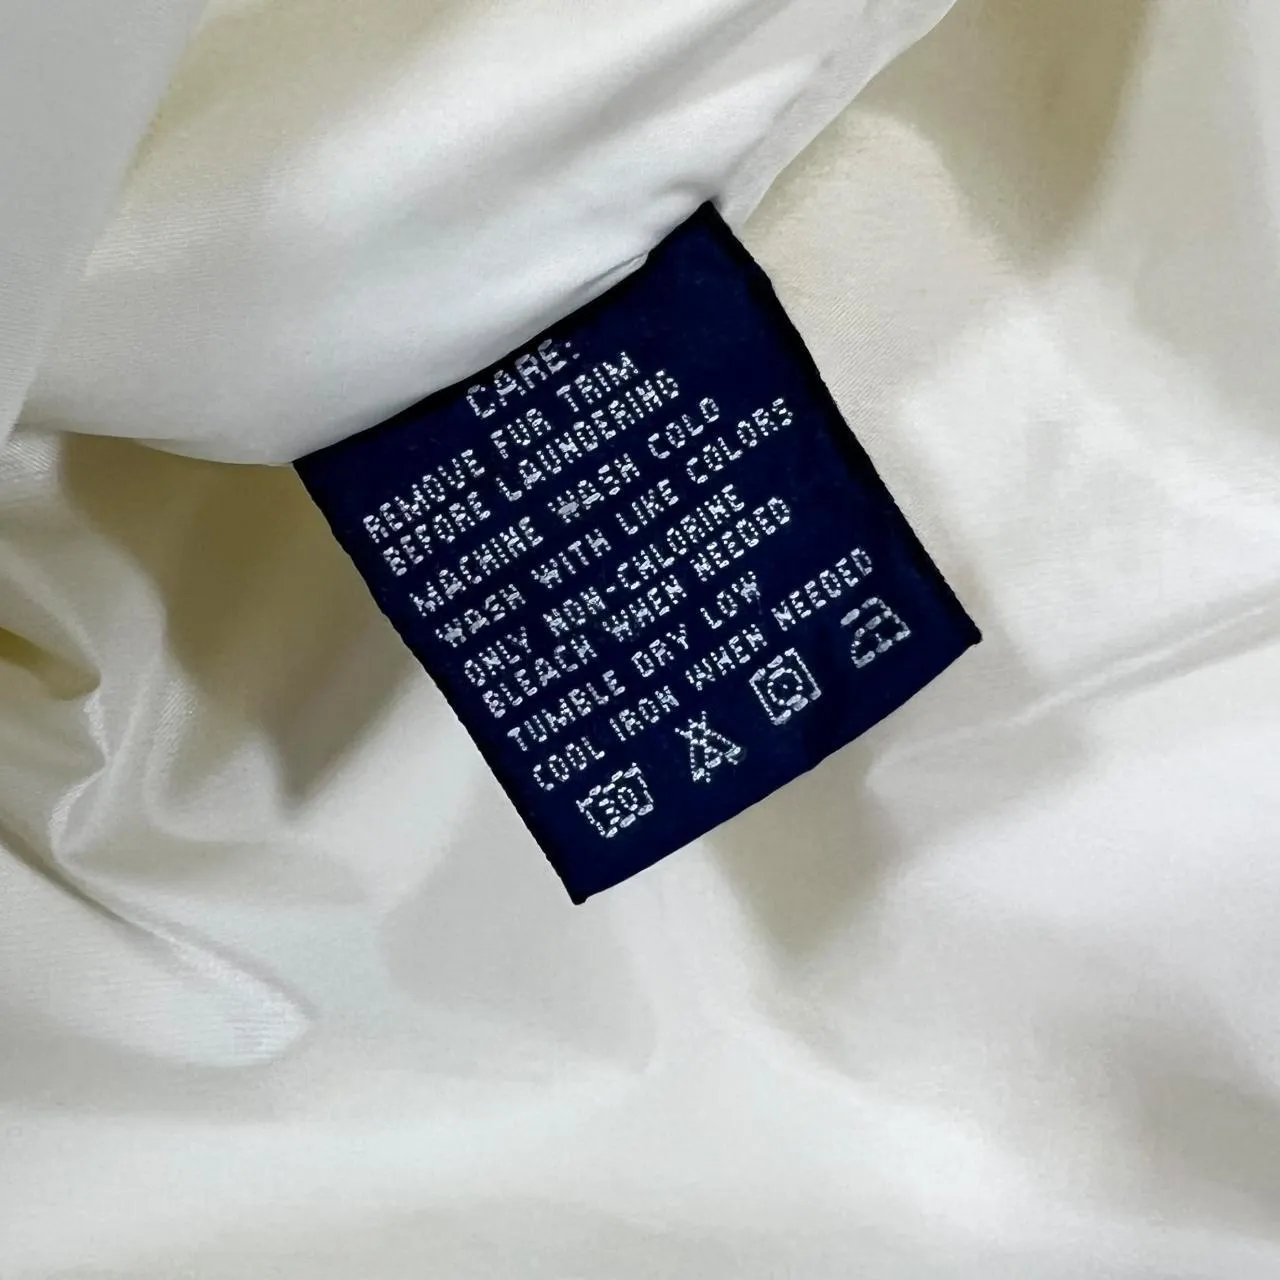 CARE:
REMOVE FUR TRIM
BEFORE LAUNDERING
MACHINE WASH COLD
WASH WITH LIKE COLORS
ONLY NON-CHLORINE
BLEACH WHEN NEEDED
TUMBLE DRY LOW
COOL IRON WHEN NEEDED
30